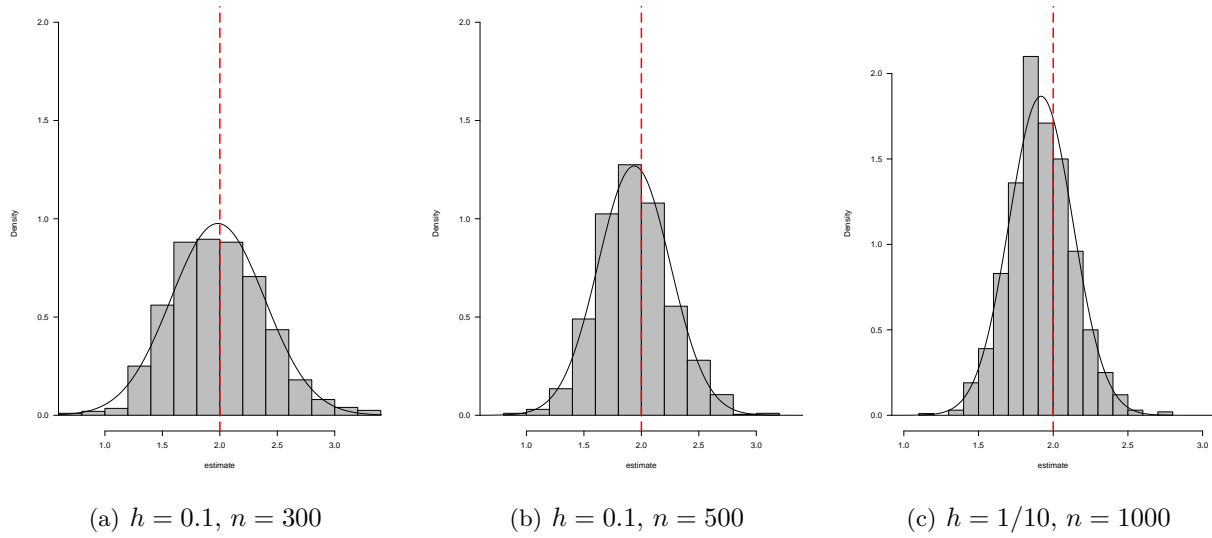 2.0
1.5
1.0
0.5
0.0
Density
1.0 1.5 2.0 2.5 3.0
estimate
(a) h = 0.1, n = 300
2.0
1.5
1.0
0.5
0.0
Density
1.0 1.5 2.0 2.5 3.0
estimate
(b) h = 0.1, n = 500
2.0
1.5
1.0
0.5
0.0
Density
1.0 1.5 2.0 2.5 3.0
estimate
(c) h = 1/10, n = 1000